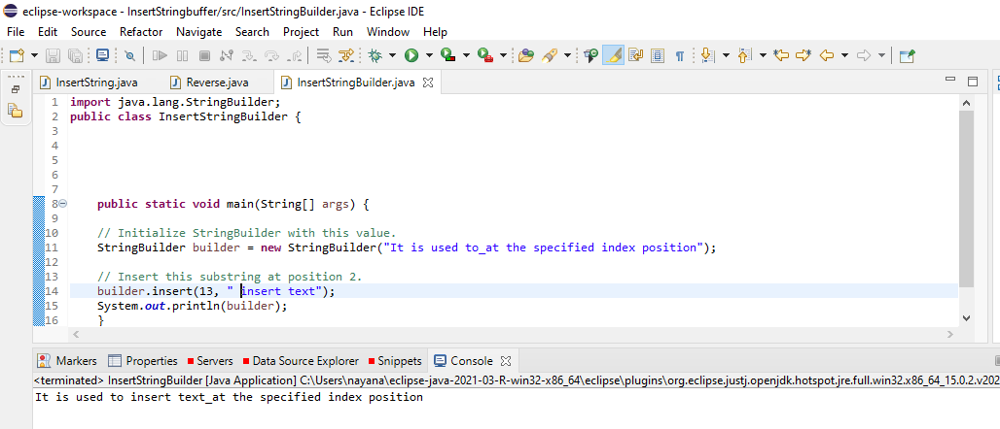 eclipse-workspace - InsertStringbuffer/src/InsertStringBuilder.java - Eclipse IDE
File Edit Source Refactor Navigate Search Project Run Window Help
InsertString.java Reverse.java InsertStringBuilder.java
1 import java.lang.StringBuilder;
2 public class InsertStringBuilder {
3
4
5
6
7
8 public static void main(String[] args) {
9
10 // Initialize StringBuilder with this value.
11 StringBuilder builder = new StringBuilder("It is used to_at the specified index position");
12
13 // Insert this substring at position 2.
14 builder.insert(13, " insert text");
15 System.out.println(builder);
16 }
Markers Properties Servers Data Source Explorer Snippets Console
<terminated> InsertStringBuilder [Java Application] C:\Users\nayana\eclipse-java-2021-03-R-win32-x86_64\eclipse\plugins\org.eclipse.justj.openjdk.hotspot.jre.full.win32.x86_64_15.0.2.v202
It is used to insert text_at the specified index position